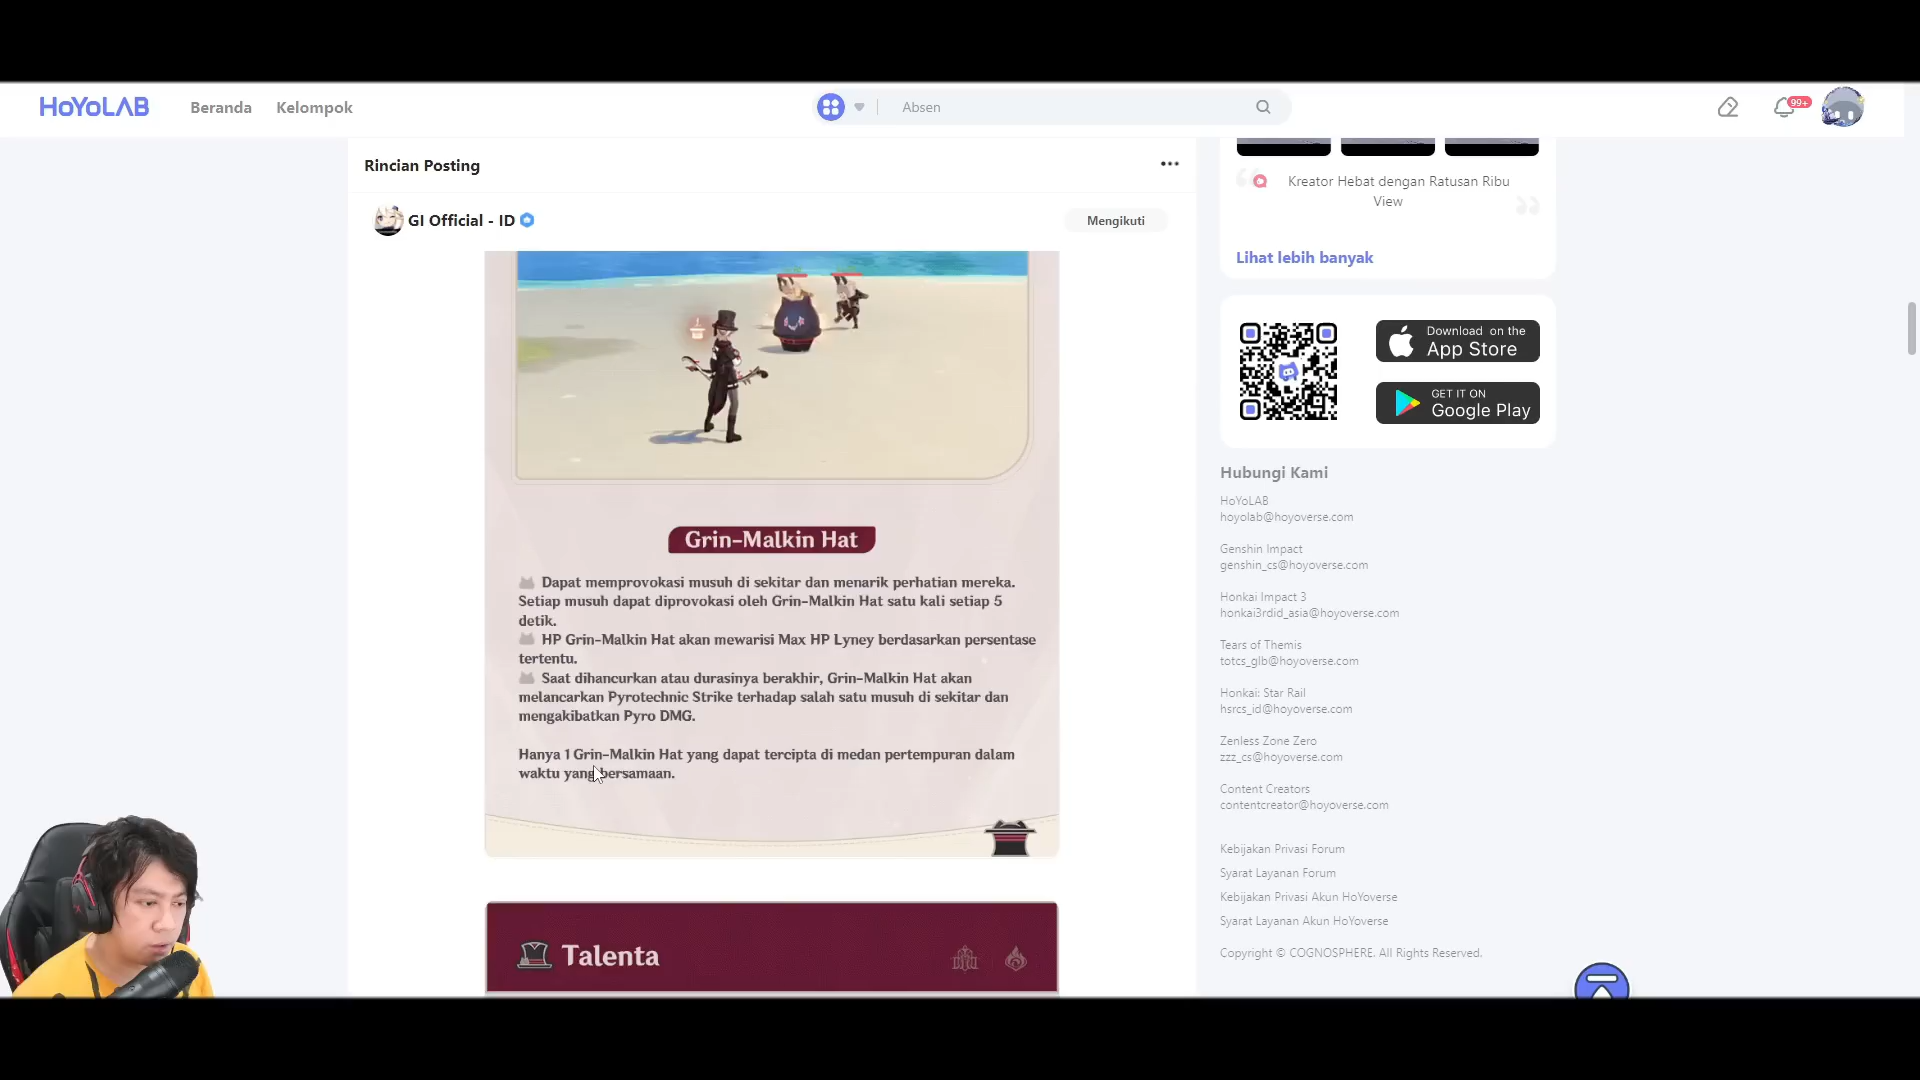 HoYoLAB
Beranda
Kelompok
Absen
99+
Rincian Posting
GI Official - ID
Mengikuti
Grin-Malkin Hat
Dapat memprovokasi musuh di sekitar dan menarik perhatian mereka.
Setiap musuh dapat diprovokasi oleh Grin-Malkin Hat satu kali setiap 5
detik.
HP Grin-Malkin Hat akan mewarisi Max HP Lyney berdasarkan persentase
tertentu.
Saat dihancurkan atau durasinya berakhir, Grin-Malkin Hat akan
melancarkan Pyrotechnic Strike terhadap salah satu musuh di sekitar dan
mengakibatkan Pyro DMG.
Hanya 1 Grin-Malkin Hat yang dapat tercipta di medan pertempuran dalam
waktu yang bersamaan.
Talenta
Kreator Hebat dengan Ratusan Ribu
View
Lihat lebih banyak
Download on the
App Store
GET IT ON
Google Play
Hubungi Kami
HoYoLAB
hoyolab@hoyoverse.com
Genshin Impact
genshin_cs@hoyoverse.com
Honkai Impact 3
honkai3rdid_asia@hoyoverse.com
Tears of Themis
totcs_glb@hoyoverse.com
Honkai: Star Rail
hsrcs_id@hoyoverse.com
Zenless Zone Zero
zzz_cs@hoyoverse.com
Content Creators
contentcreator@hoyoverse.com
Kebijakan Privasi Forum
Syarat Layanan Forum
Kebijakan Privasi Akun HoYoverse
Syarat Layanan Akun HoYoverse
Copyright © COGNOSPHERE. All Rights Reserved.